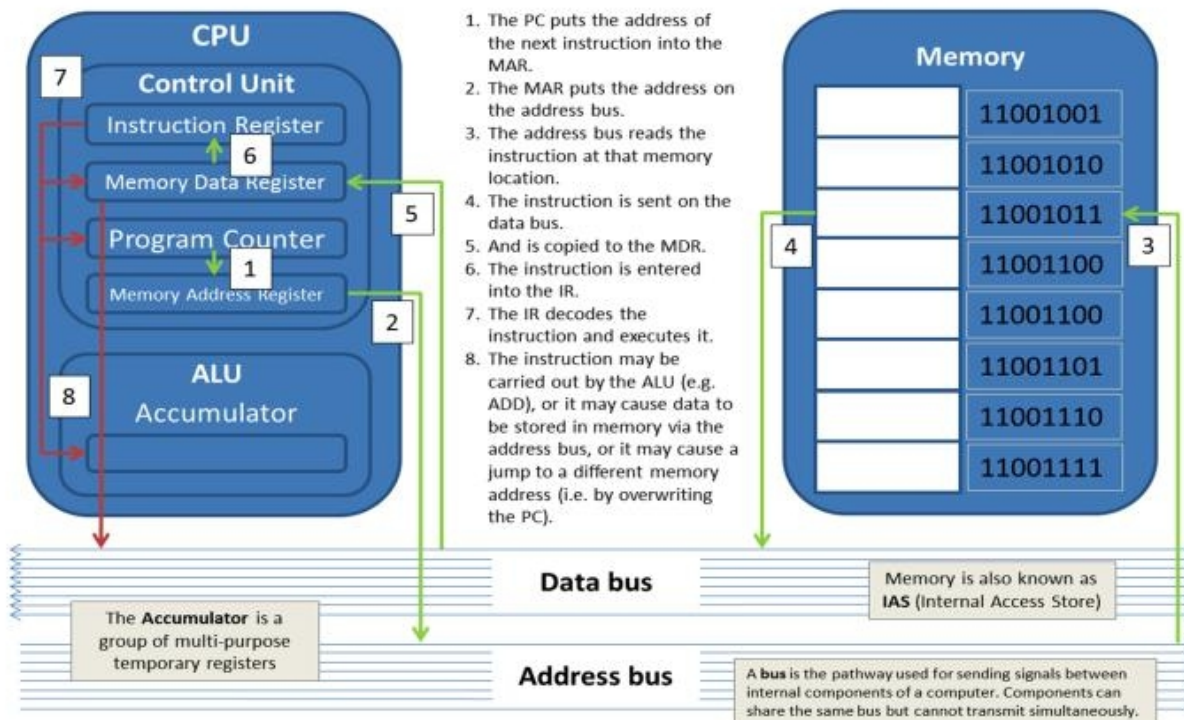 CPU
7
Control Unit
Instruction Register
6
Memory Data Register
5
Program Counter
1
Memory Address Register
2
ALU
8
Accumulator
1. The PC puts the address of
the next instruction into the
MAR.
2. The MAR puts the address on
the address bus.
3. The address bus reads the
instruction at that memory
location.
4. The instruction is sent on the
data bus.
5. And is copied to the MDR.
6. The instruction is entered
into the IR.
7. The IR decodes the
instruction and executes it.
8. The instruction may be
carried out by the ALU (e.g.
ADD), or it may cause data to
be stored in memory via the
address bus, or it may cause a
jump to a different memory
address (i.e. by overwriting
the PC).
Memory
11001001
11001010
11001011
4
3
11001100
11001100
11001101
11001110
11001111
Data bus
Memory is also known as
IAS (Internal Access Store)
The Accumulator is a
group of multi-purpose
temporary registers
Address bus
A bus is the pathway used for sending signals between
internal components of a computer. Components can
share the same bus but cannot transmit simultaneously.